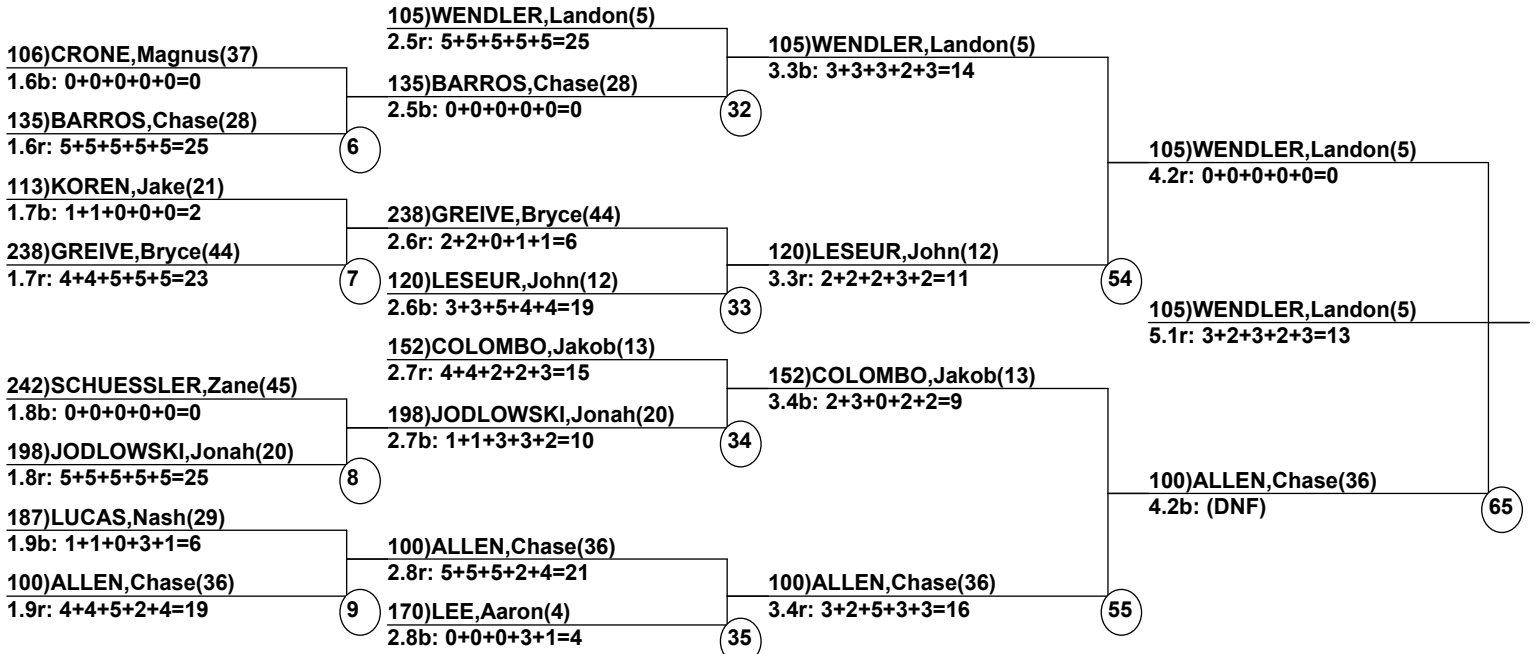 106)CRONE,Magnus(37)
1.6b: 0+0+0+0+0=0
135)BARROS,Chase(28)
1.6r: 5+5+5+5+5=25
6
113)KOREN,Jake(21)
1.7b: 1+1+0+0+0=2
238)GREIVE,Bryce(44)
1.7r: 4+4+5+5+5=23
7
242)SCHUESSLER,Zane(45)
1.8b: 0+0+0+0+0=0
198)JODLOWSKI,Jonah(20)
1.8r: 5+5+5+5+5=25
8
187)LUCAS,Nash(29)
1.9b: 1+1+0+3+1=6
100)ALLEN,Chase(36)
1.9r: 4+4+5+2+4=19
9
105)WENDLER,Landon(5)
2.5r: 5+5+5+5+5=25
135)BARROS,Chase(28)
2.5b: 0+0+0+0+0=0
32
238)GREIVE,Bryce(44)
2.6r: 2+2+0+1+1=6
120)LESEUR,John(12)
2.6b: 3+3+5+4+4=19
33
152)COLOMBO,Jakob(13)
2.7r: 4+4+2+2+3=15
198)JODLOWSKI,Jonah(20)
2.7b: 1+1+3+3+2=10
34
100)ALLEN,Chase(36)
2.8r: 5+5+5+2+4=21
170)LEE,Aaron(4)
2.8b: 0+0+0+3+1=4
35
105)WENDLER,Landon(5)
3.3b: 3+3+3+2+3=14
120)LESEUR,John(12)
3.3r: 2+2+2+3+2=11
54
152)COLOMBO,Jakob(13)
3.4b: 2+3+0+2+2=9
100)ALLEN,Chase(36)
3.4r: 3+2+5+3+3=16
55
105)WENDLER,Landon(5)
4.2r: 0+0+0+0+0=0
100)ALLEN,Chase(36)
4.2b: (DNF)
65
105)WENDLER,Landon(5)
5.1r: 3+2+3+2+3=13